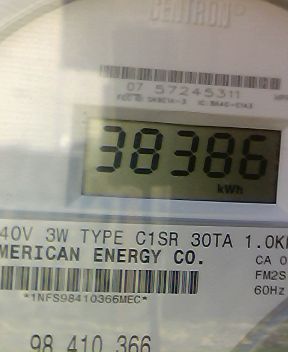 CENTRON®
07 57245311
38386
kWh
40V 3W TYPE C1SR 30TA 1.0K
MERICAN ENERGY CO.
CA 0
FM2S
60Hz
*1NFS98410366MEC*
98 410 366